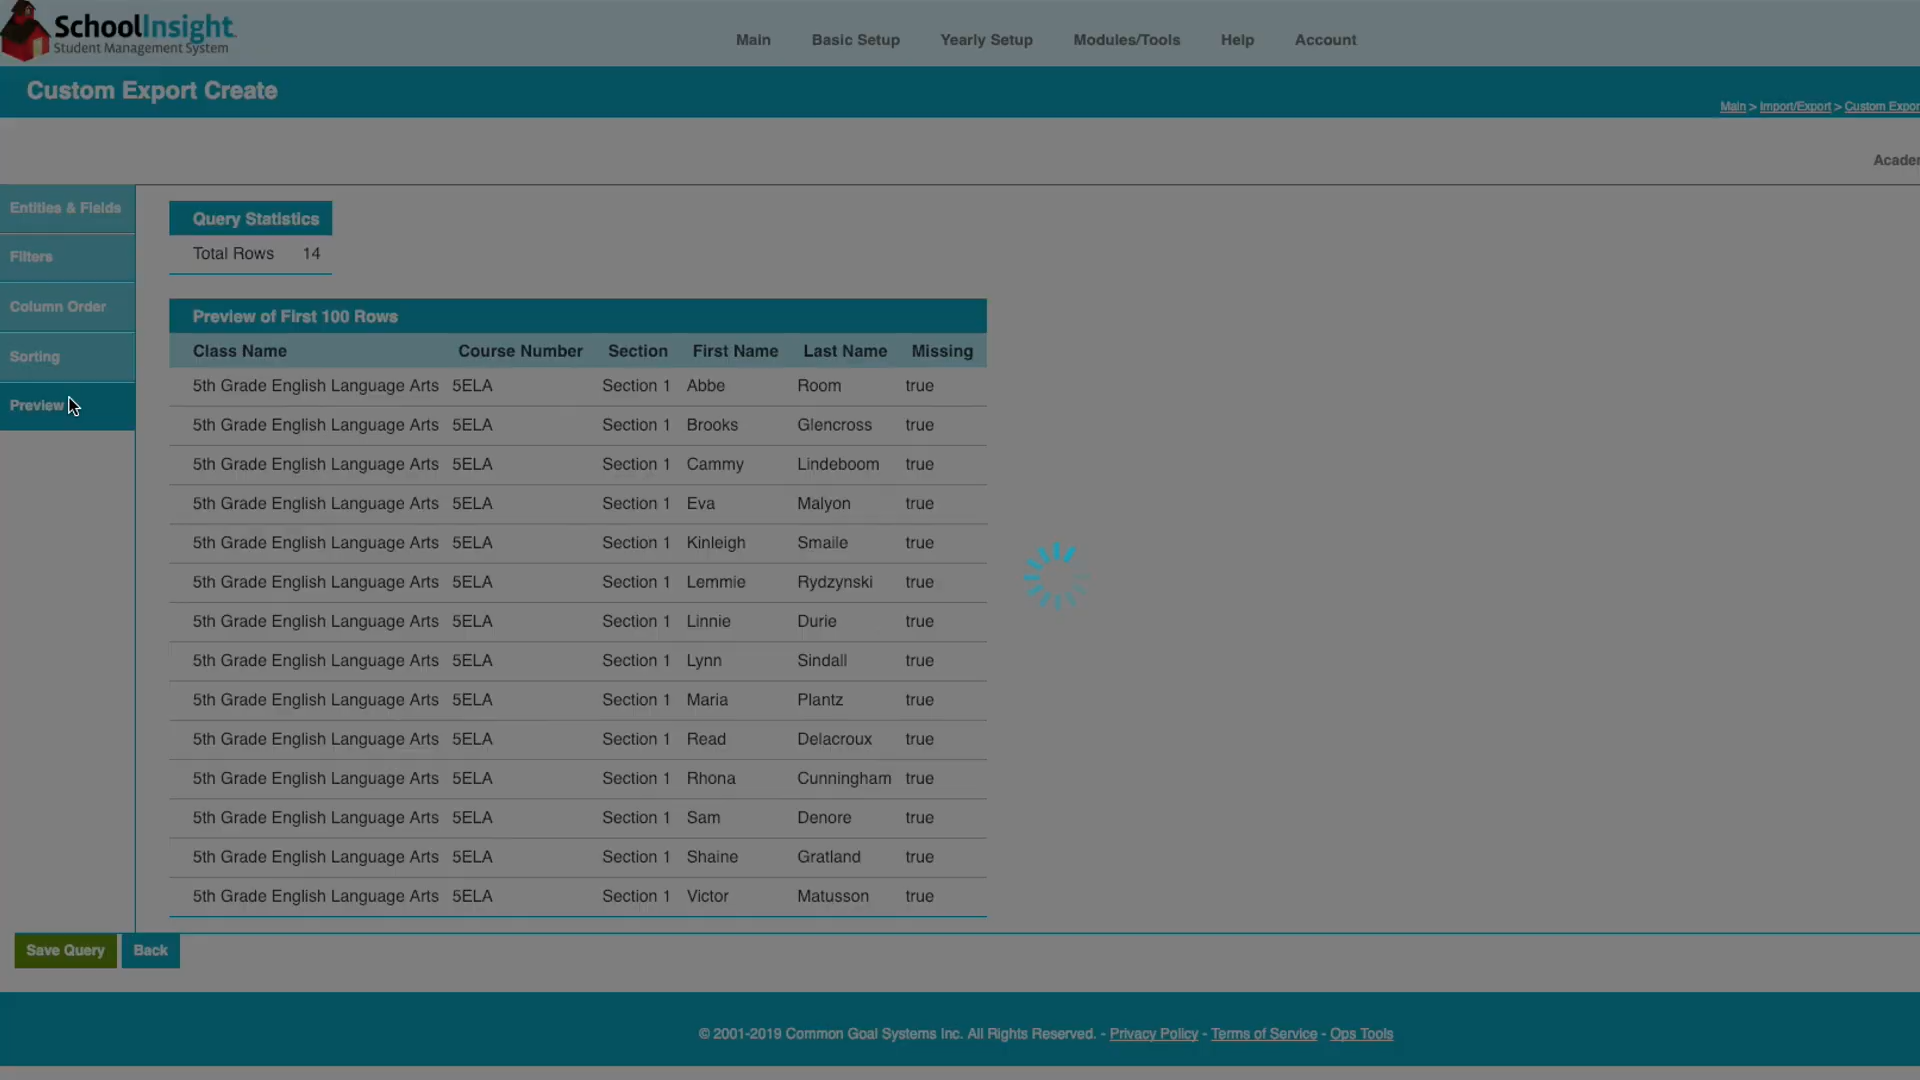 SchoolInsight
Student Management System
Main Basic Setup Yearly Setup Modules/Tools Help Account
Custom Export Create
Main > Import/Export > Custom Expor
Acader
Entities & Fields
Filters
Column Order
Sorting
Preview
Query Statistics
Total Rows 14
Preview of First 100 Rows
Class Name Course Number Section First Name Last Name Missing
5th Grade English Language Arts 5ELA Section 1 Abbe Room true
5th Grade English Language Arts 5ELA Section 1 Brooks Glencross true
5th Grade English Language Arts 5ELA Section 1 Cammy Lindeboom true
5th Grade English Language Arts 5ELA Section 1 Eva Malyon true
5th Grade English Language Arts 5ELA Section 1 Kinleigh Smaile true
5th Grade English Language Arts 5ELA Section 1 Lemmie Rydzynski true
5th Grade English Language Arts 5ELA Section 1 Linnie Durie true
5th Grade English Language Arts 5ELA Section 1 Lynn Sindall true
5th Grade English Language Arts 5ELA Section 1 Maria Plantz true
5th Grade English Language Arts 5ELA Section 1 Read Delacroux true
5th Grade English Language Arts 5ELA Section 1 Rhona Cunningham true
5th Grade English Language Arts 5ELA Section 1 Sam Denore true
5th Grade English Language Arts 5ELA Section 1 Shaine Gratland true
5th Grade English Language Arts 5ELA Section 1 Victor Matusson true
Save Query Back
© 2001-2019 Common Goal Systems Inc. All Rights Reserved. - Privacy Policy - Terms of Service - Ops Tools